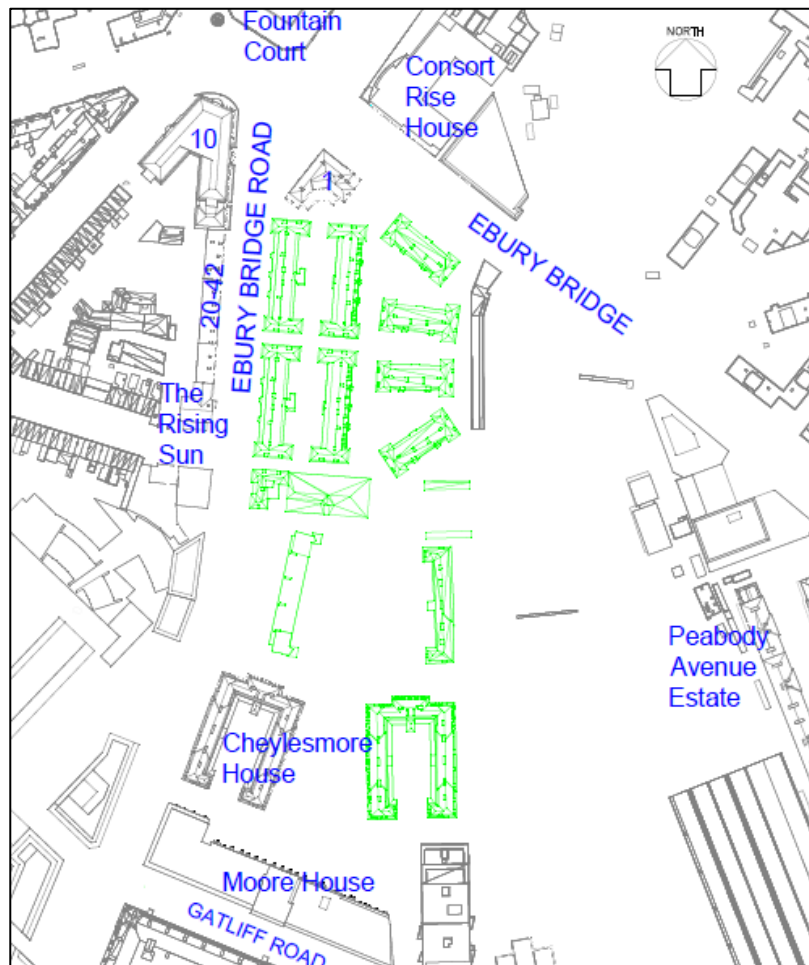 Fountain
Court
NORTH
Consort
Rise
House
10
1
EBURY BRIDGE ROAD
EBURY BRIDGE
20-42
The
Rising
Sun
Peabody
Avenue
Estate
Cheylesmore
House
Moore House
GATLIFF ROAD